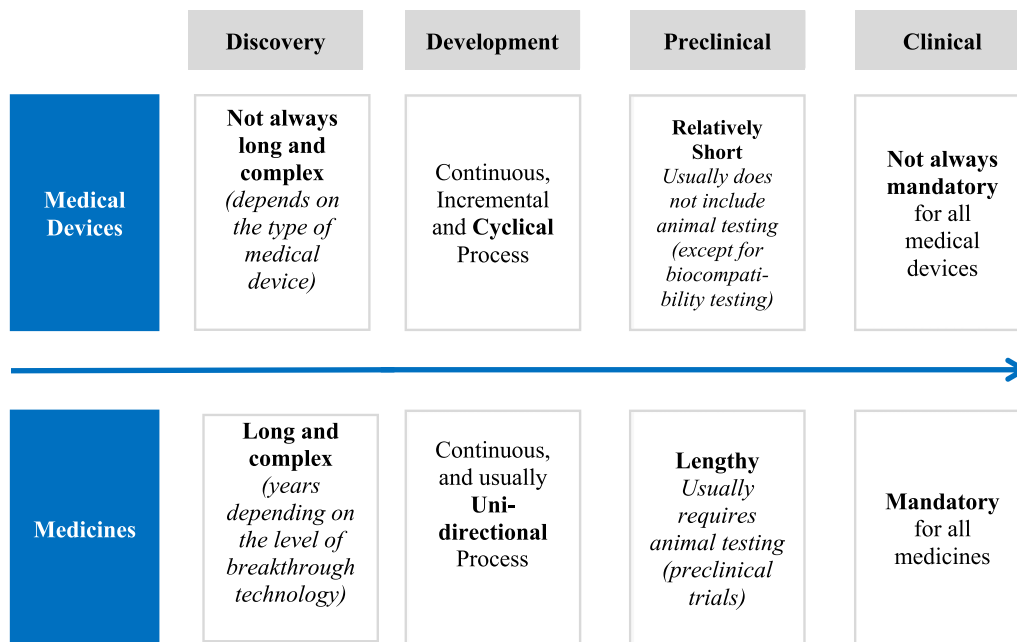 Discovery
Development
Preclinical
Clinical
Medical
Devices
Not always
long and
complex
(depends on
the type of
medical
device)
Continuous,
Incremental
and Cyclical
Process
Relatively
Short
Usually does
not include
animal testing
(except for
biocompati-
bility testing)
Not always
mandatory
for all
medical
devices
Medicines
Long and
complex
(years
depending on
the level of
breakthrough
technology)
Continuous,
and usually
Uni-
directional
Process
Lengthy
Usually
requires
animal testing
(preclinical
trials)
Mandatory
for all
medicines